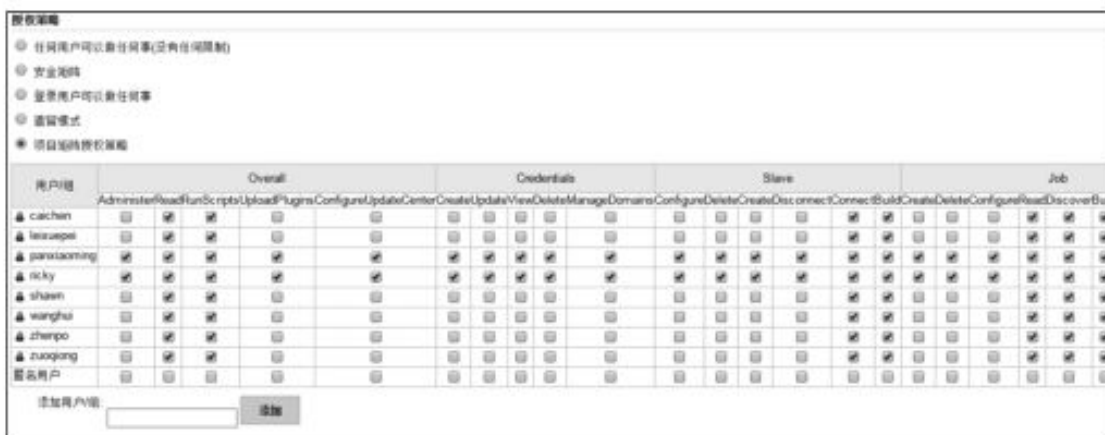 授权策略
任何用户可以做任何事(没有任何限制)
安全矩阵
登录用户可以做任何事
遗留模式
项目矩阵授权策略
用户/组 Overall Credentials Slave Job
Administer Read RunScripts UploadPlugins ConfigureUpdateCenter Create Update View Delete ManageDomains Configure Delete Create Disconnect Connect Build Create Delete Configure Read Discover
caichen
leixuepei
panxiaoming
ricky
shawn
wanghui
zhenpo
zuoqiong
匿名用户
添加用户/组 添加